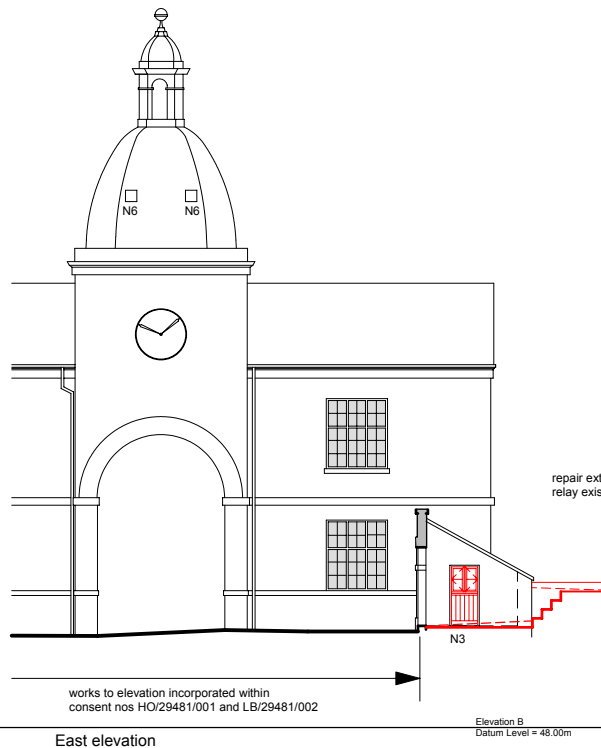 N6
N6
repair ext
relay exis
N3
works to elevation incorporated within
consent nos HO/29481/001 and LB/29481/002
Elevation B
Datum Level = 48.00m
East elevation